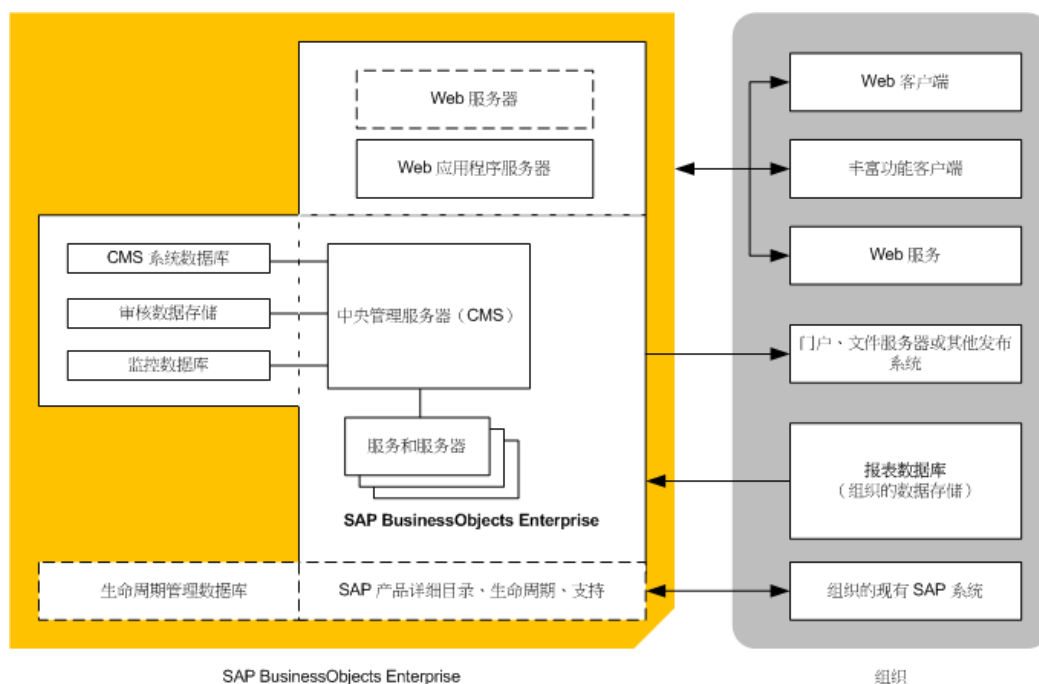 Web 服务器
Web 应用程序服务器
CMS 系统数据库
审核数据存储
监控数据库
中央管理服务器（CMS）
服务和服务器
SAP BusinessObjects Enterprise
生命周期管理数据库
SAP 产品详细目录、生命周期、支持
SAP BusinessObjects Enterprise
Web 客户端
丰富功能客户端
Web 服务
门户、文件服务器或其他发布
系统
报表数据库
（组织的数据存储）
组织的现有 SAP 系统
组织